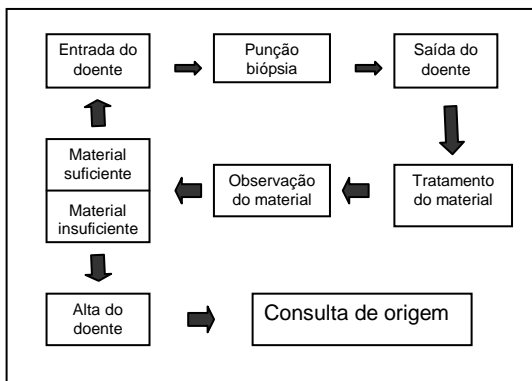 Entrada do
doente
Punção
biópsia
Saída do
doente
Material
suficiente
Material
insuficiente
Observação
do material
Tratamento
do material
Alta do
doente
Consulta de origem